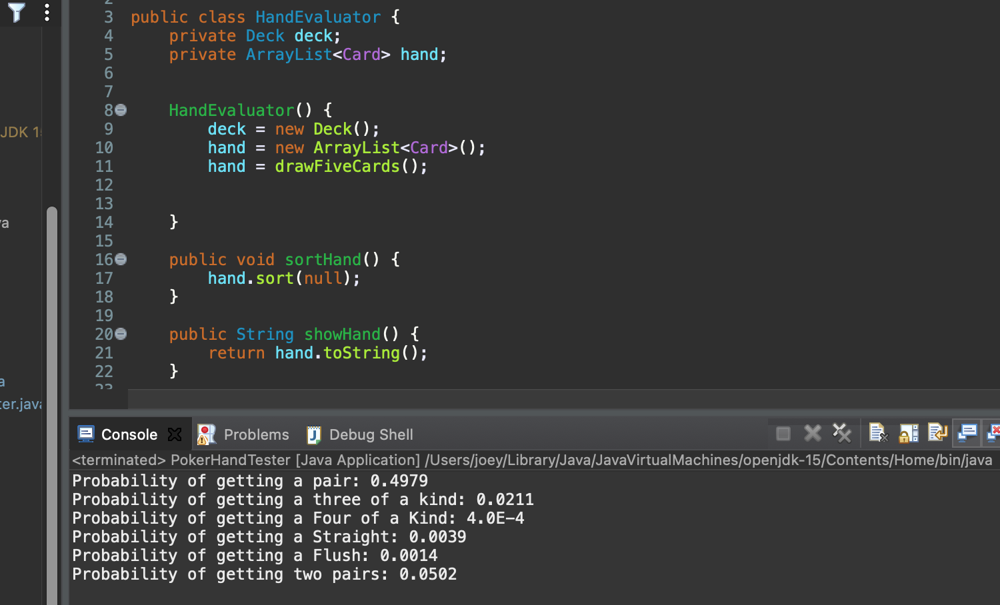 JDK 1
va
a
ter.java
3 public class HandEvaluator {
4 private Deck deck;
5 private ArrayList<Card> hand;
6
7
8 HandEvaluator() {
9 deck = new Deck();
10 hand = new ArrayList<Card>();
11 hand = drawFiveCards();
12
13
14 }
15
16 public void sortHand() {
17 hand.sort(null);
18 }
19
20 public String showHand() {
21 return hand.toString();
22 }
23
Console Problems Debug Shell
<terminated> PokerHandTester [Java Application] /Users/joey/Library/Java/JavaVirtualMachines/openjdk-15/Contents/Home/bin/java
Probability of getting a pair: 0.4979
Probability of getting a three of a kind: 0.0211
Probability of getting a Four of a Kind: 4.0E-4
Probability of getting a Straight: 0.0039
Probability of getting a Flush: 0.0014
Probability of getting two pairs: 0.0502